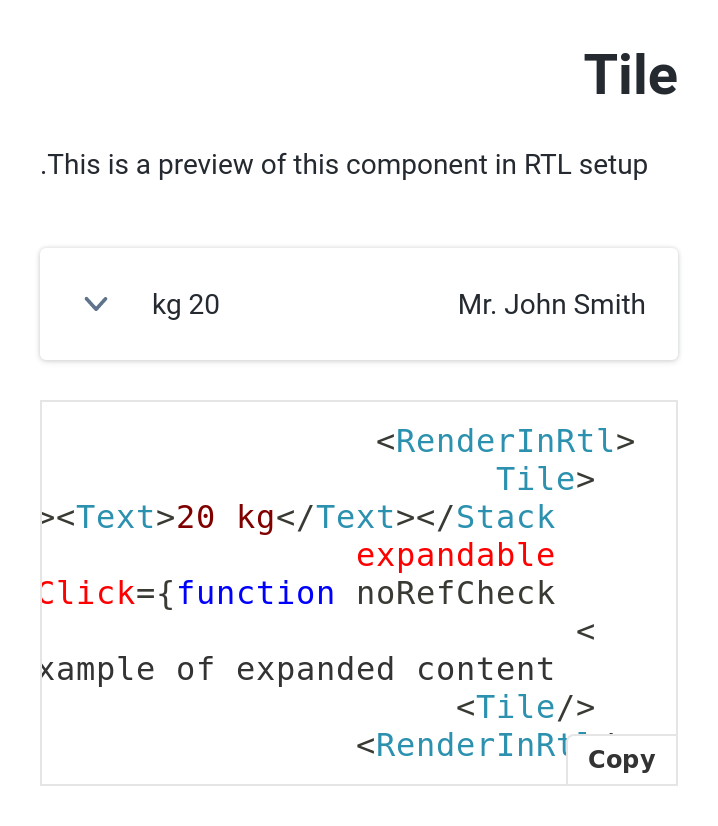 Tile
.This is a preview of this component in RTL setup
Mr. John Smith
kg 20
<RenderInRtl>
Tile>
><Text>20 kg</Text></Stack
expandable
Click={function noRefCheck
<
xample of expanded content
<Tile/>
<RenderInRtl/
Copy